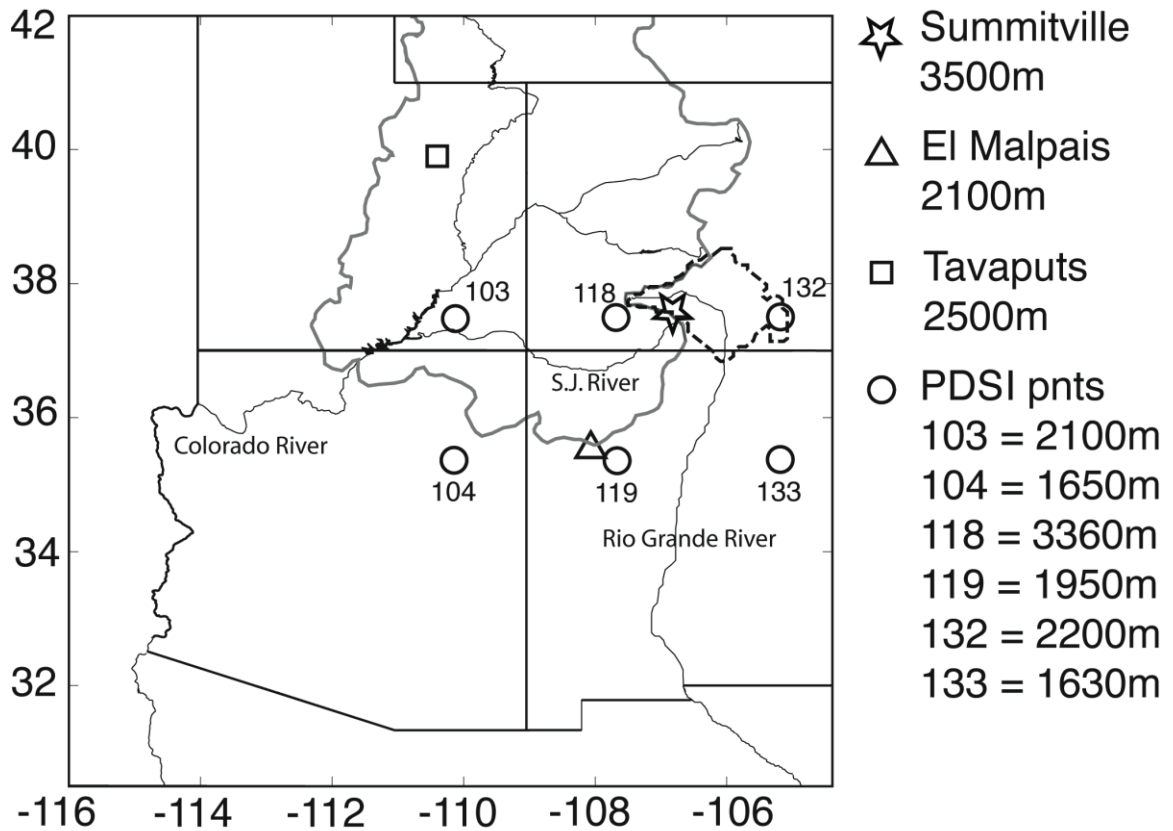 42
40
38
36
34
32
-116
-114
-112
-110
-108
-106
103
118
132
S.J. River
Colorado River
104
119
133
Rio Grande River
Summitville
3500m
El Malpais
2100m
Tavaputs
2500m
PDSI pnts
103 = 2100m
104 = 1650m
118 = 3360m
119 = 1950m
132 = 2200m
133 = 1630m